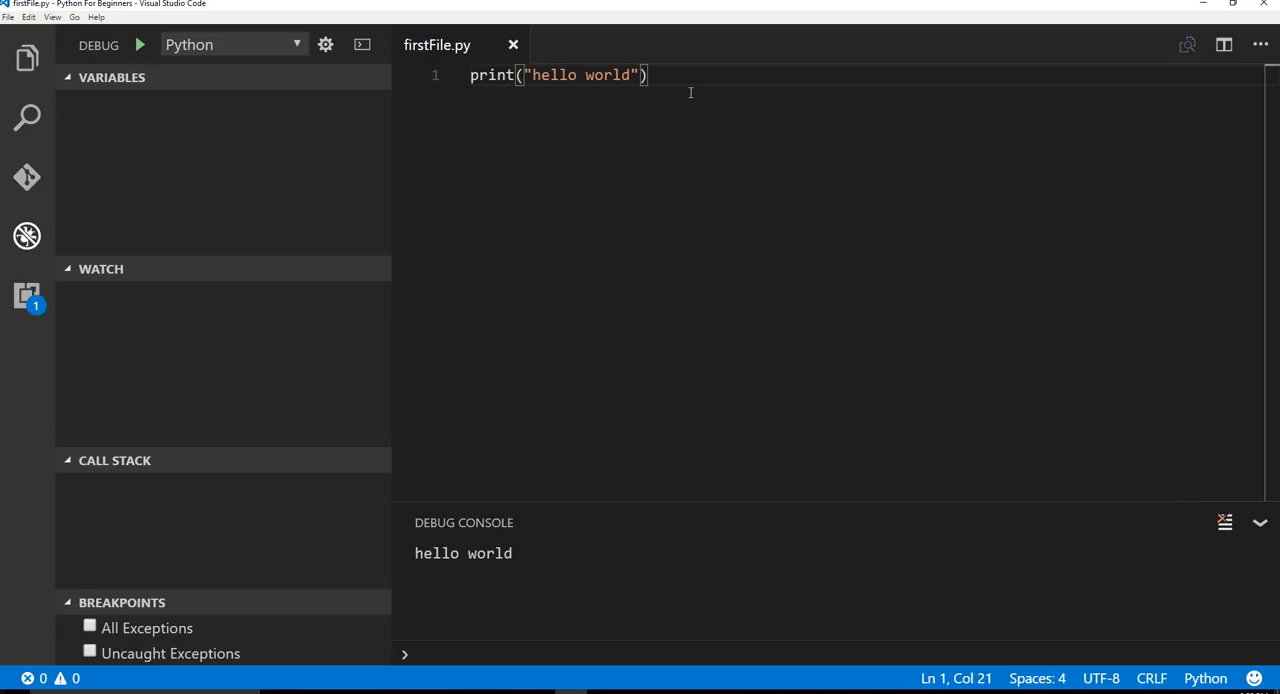 firstFile.py - Python For Beginners - Visual Studio Code
File Edit View Go Help
DEBUG Python
firstFile.py
VARIABLES
1 print("hello world")
WATCH
CALL STACK
1
BREAKPOINTS
All Exceptions
Uncaught Exceptions
DEBUG CONSOLE
hello world
0 0
Ln 1, Col 21 Spaces: 4 UTF-8 CRLF Python